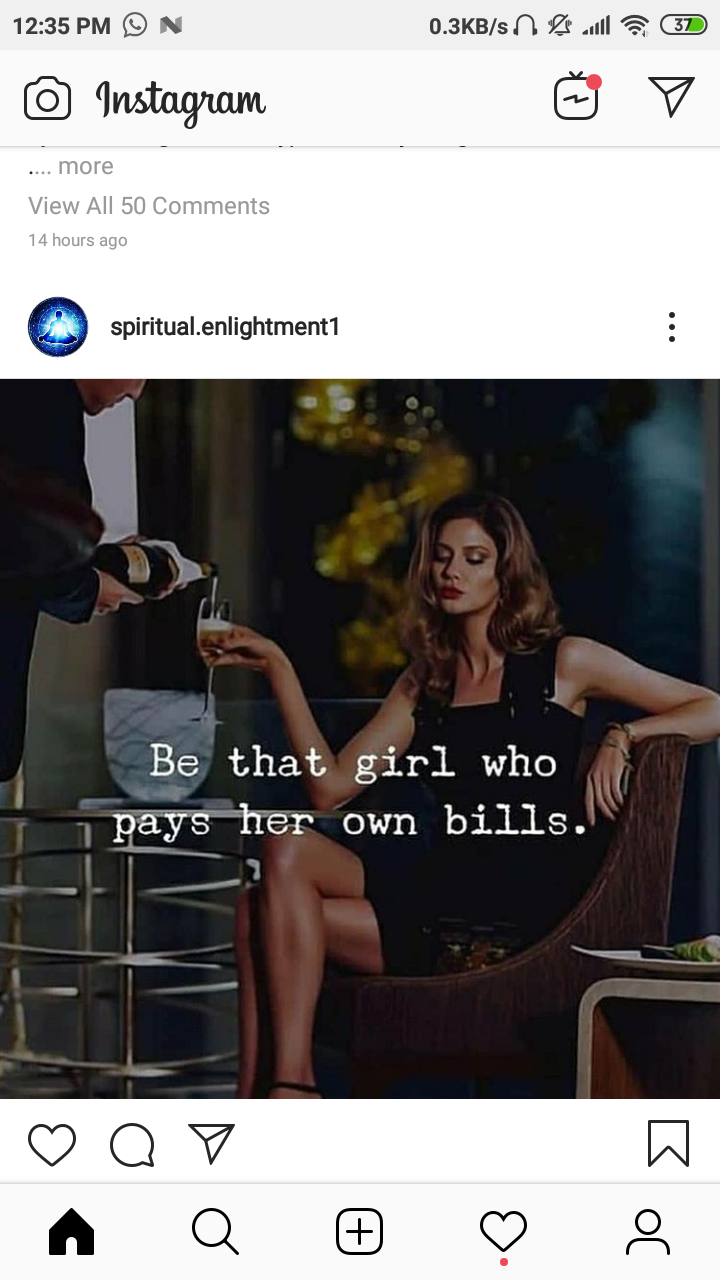 12:35 PM 0.3KB/s 37
Instagram
.... more
View All 50 Comments
14 hours ago
spiritual.enlightment1
Be that girl who
pays her own bills.